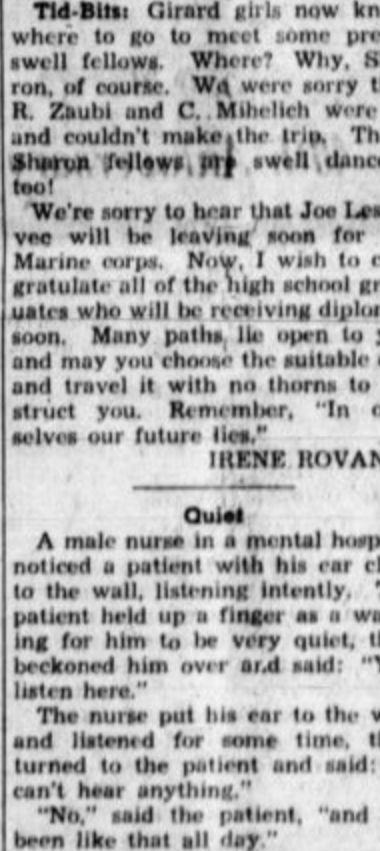 Tid-Bits: Girard girls now kn
where to go to meet some pre
swell fellows. Where? Why, S
ron, of course. We were sorry t
R. Zaubi and C. Mihelich were
and couldn't make the trip. Th
Sharon fellows are swell dance
too!
We're sorry to hear that Joe Les
vec will be leaving soon for
Marine corps. Now, I wish to c
gratulate all of the high school gr
uates who will be receiving diplom
soon. Many paths lie open to y
and may you choose the suitable
and travel it with no thorns to
struct you. Remember, "In o
selves our future lies."
IRENE ROVAN
Quiet
A male nurse in a mental hosp
noticed a patient with his ear cl
to the wall, listening intently.
patient held up a finger as a wa
ing for him to be very quiet, th
beckoned him over and said: "Y
listen here."
The nurse put his ear to the w
and listened for some time, th
turned to the patient and said:
can't hear anything."
"No," said the patient, "and
been like that all day."